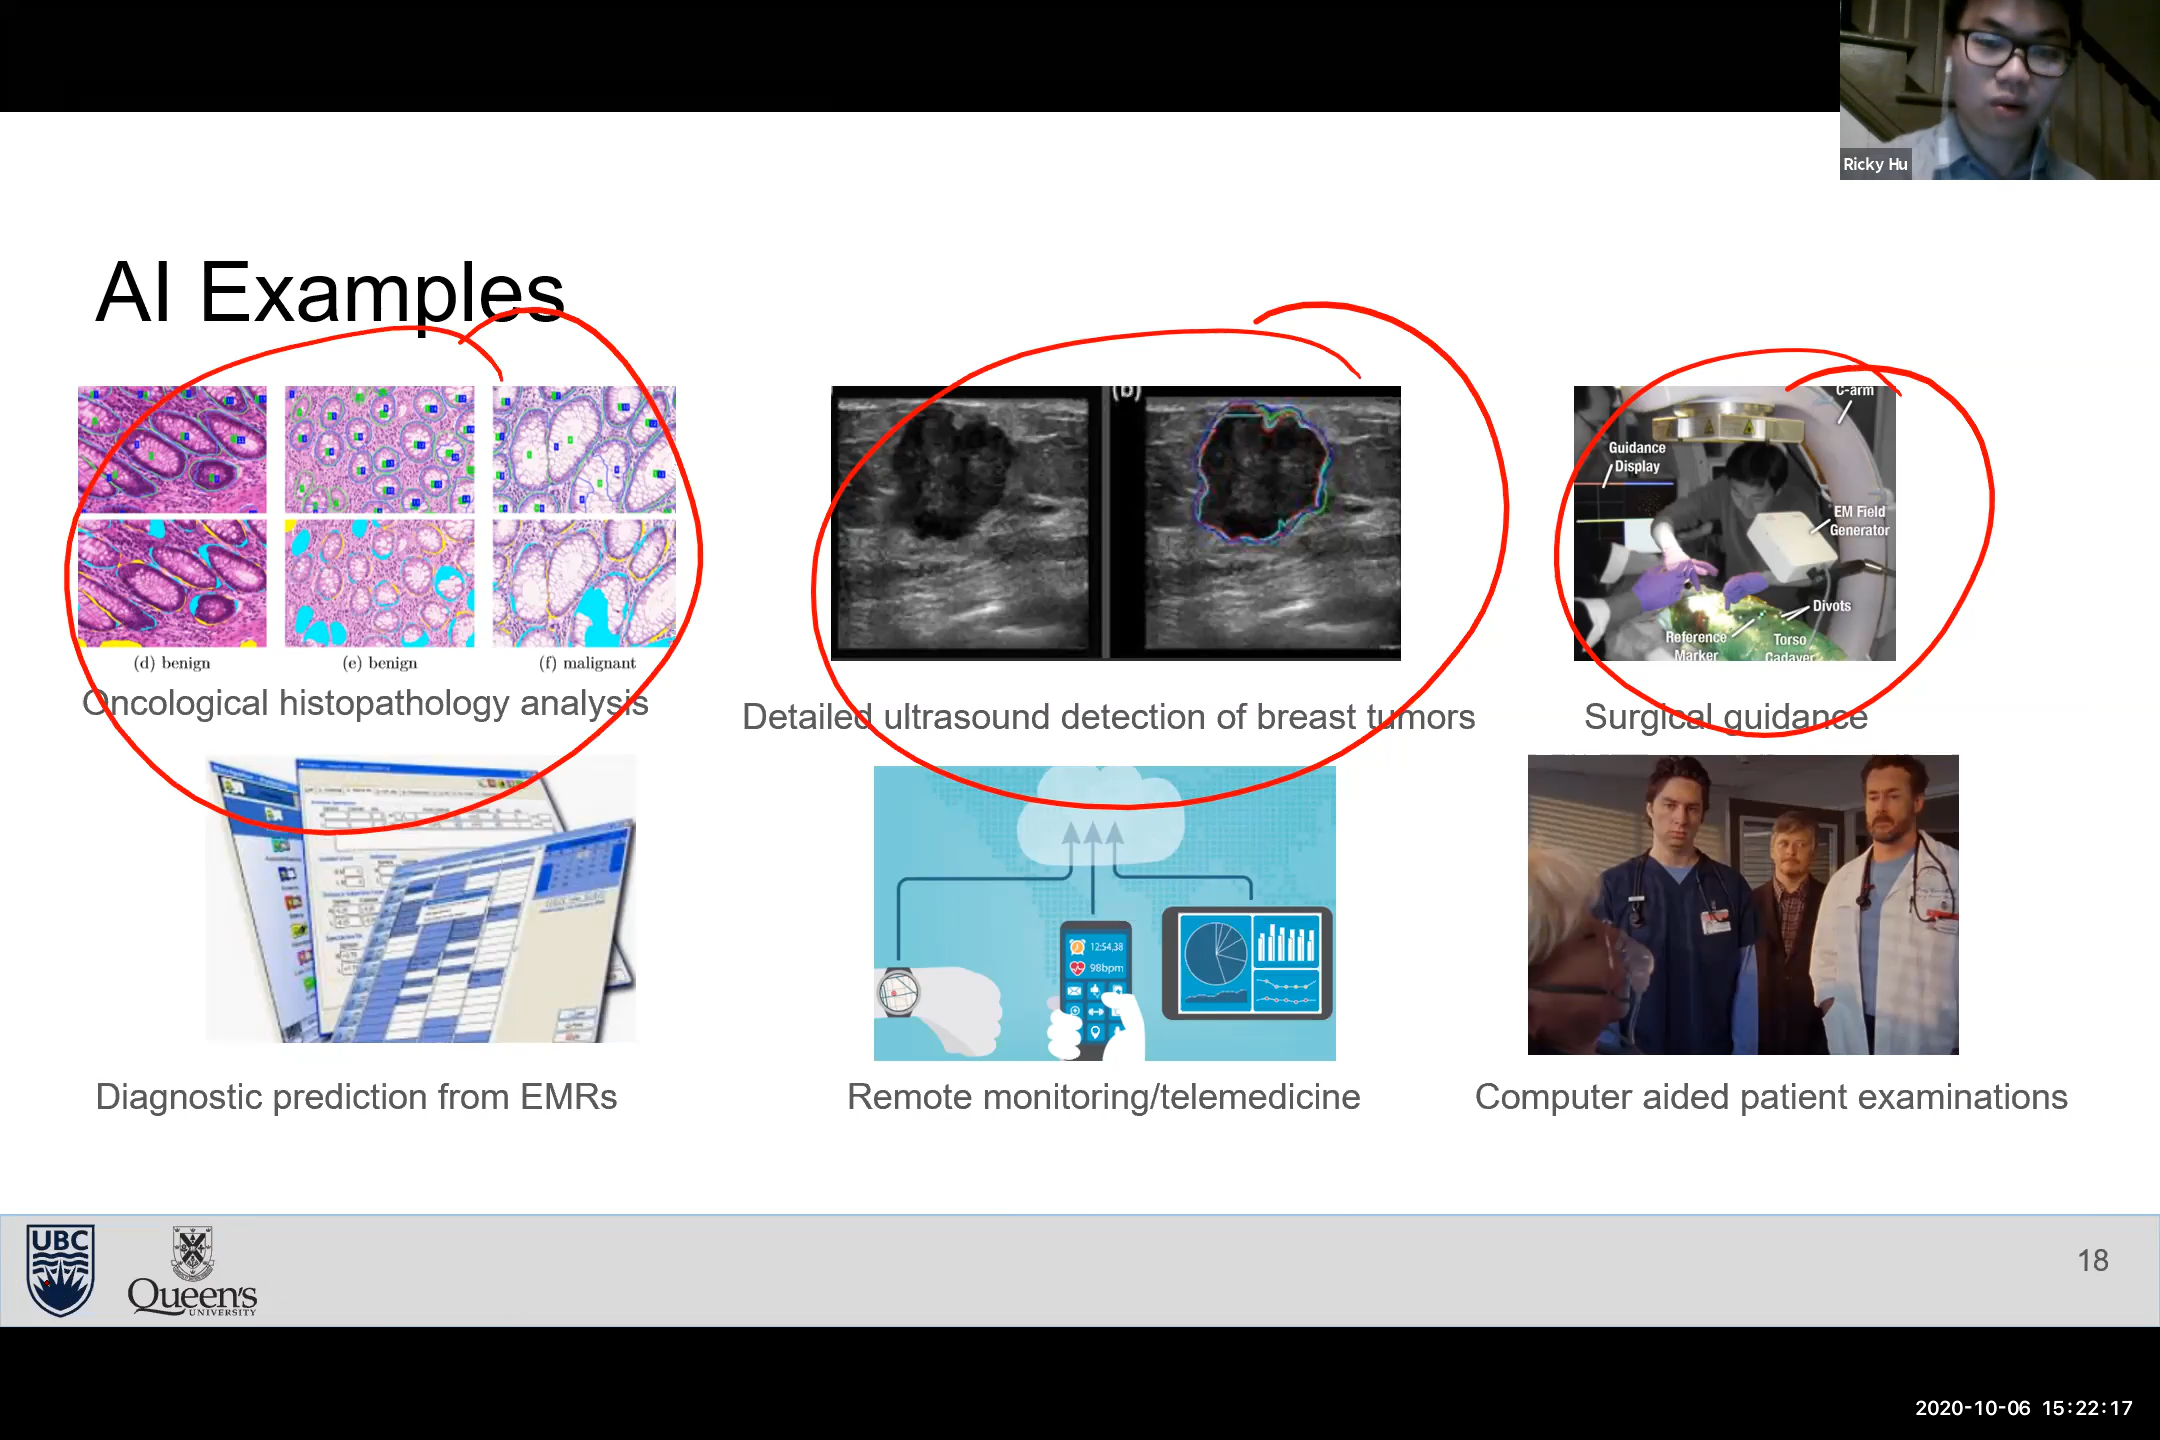 Ricky Hu
AI Examples
(d) benign
(e) benign
(f) malignant
Oncological histopathology analysis
(b)
Detailed ultrasound detection of breast tumors
C-arm
Guidance
Display
EM Field
Generator
Divots
Reference
Marker
Torso
Cadaver
Surgical guidance
Diagnostic prediction from EMRs
12:54,38
98bpm
Remote monitoring/telemedicine
Computer aided patient examinations
UBC
Queen's
UNIVERSITY
18
2020-10-06 15:22:17